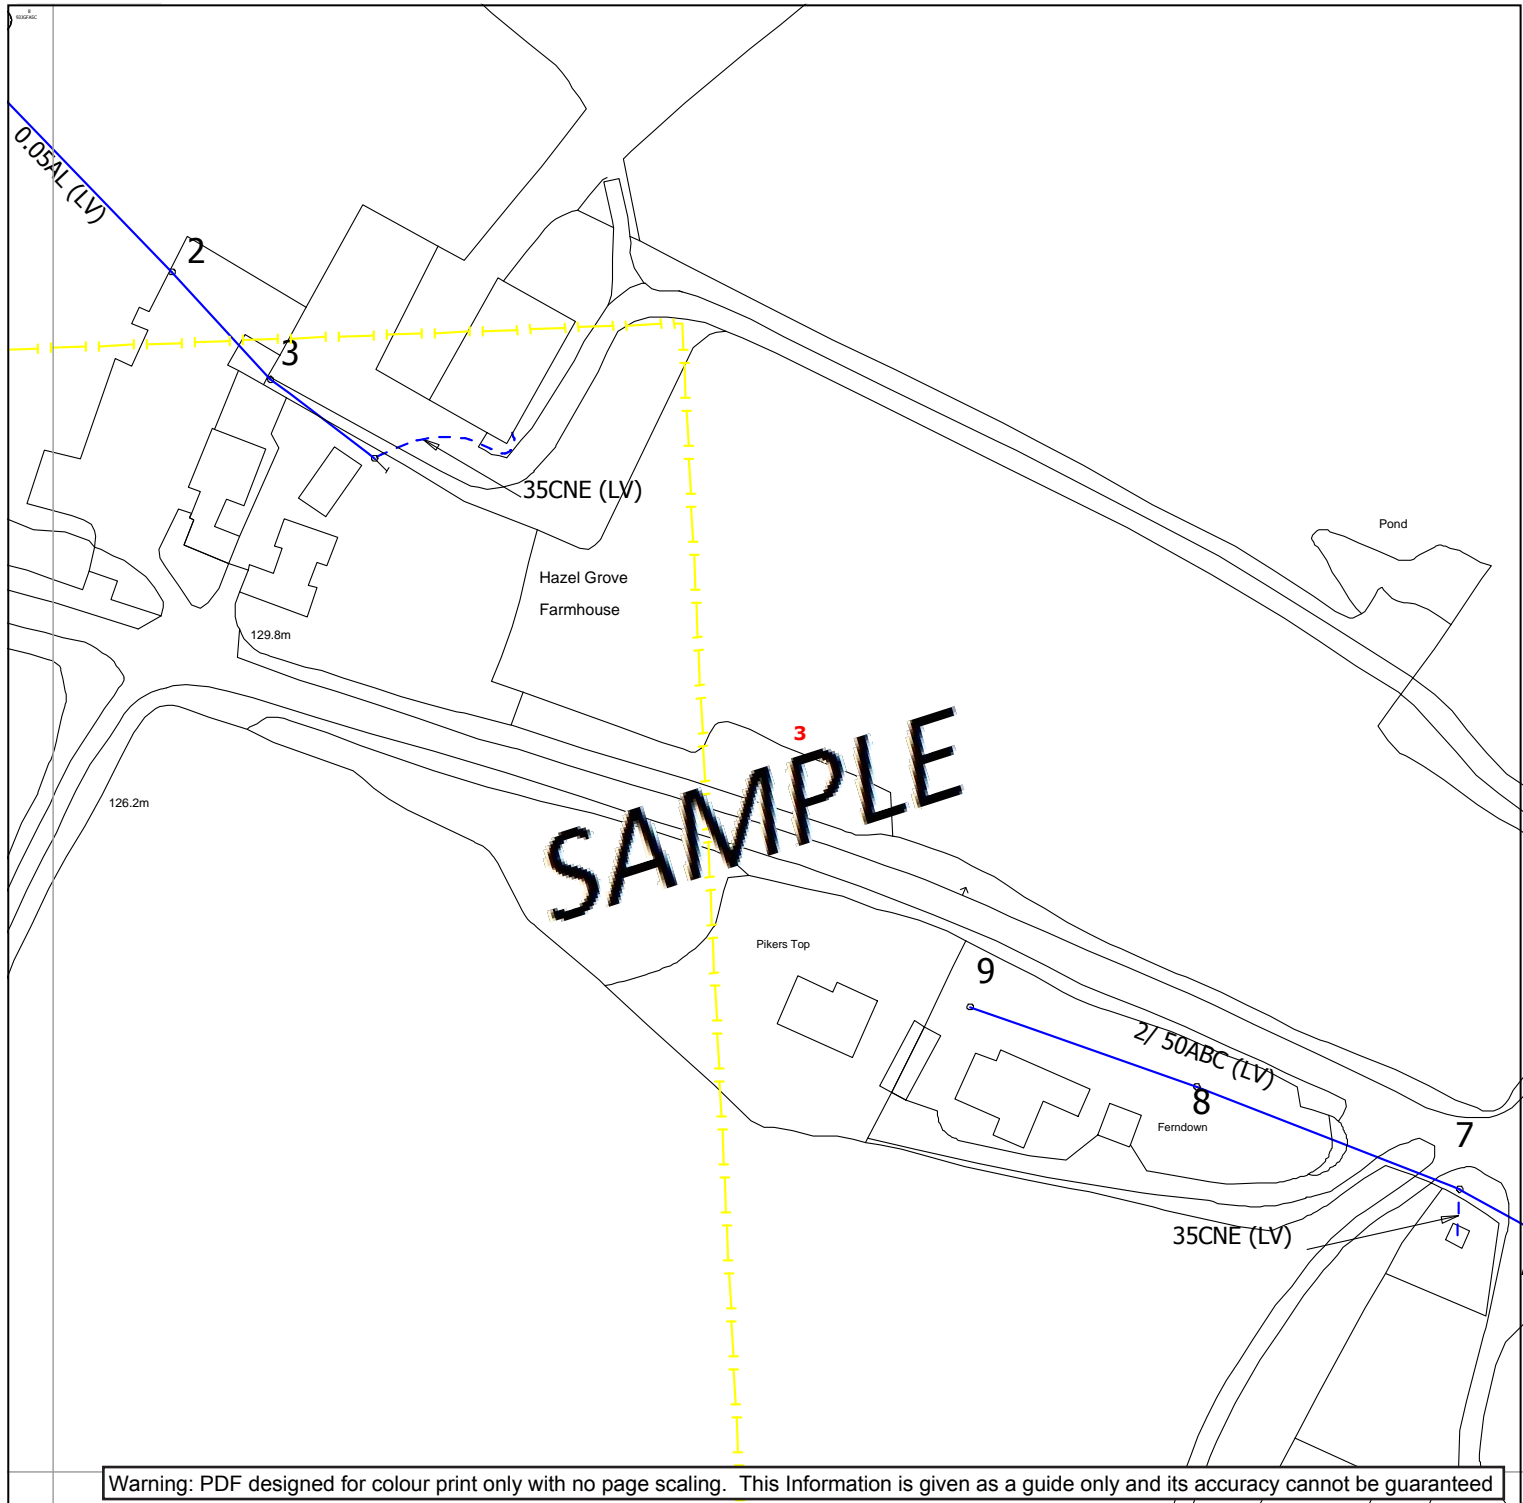 0.05AL (LV)
2
3
35CNE (LV)
Pond
Hazel Grove
Farmhouse
129.8m
3
126.2m
SAMPLE
Pikers Top
9
2/ 50ABC (LV)
8
Ferndown
7
35CNE (LV)
Warning: PDF designed for colour print only with no page scaling. This Information is given as a guide only and its accuracy cannot be guaranteed